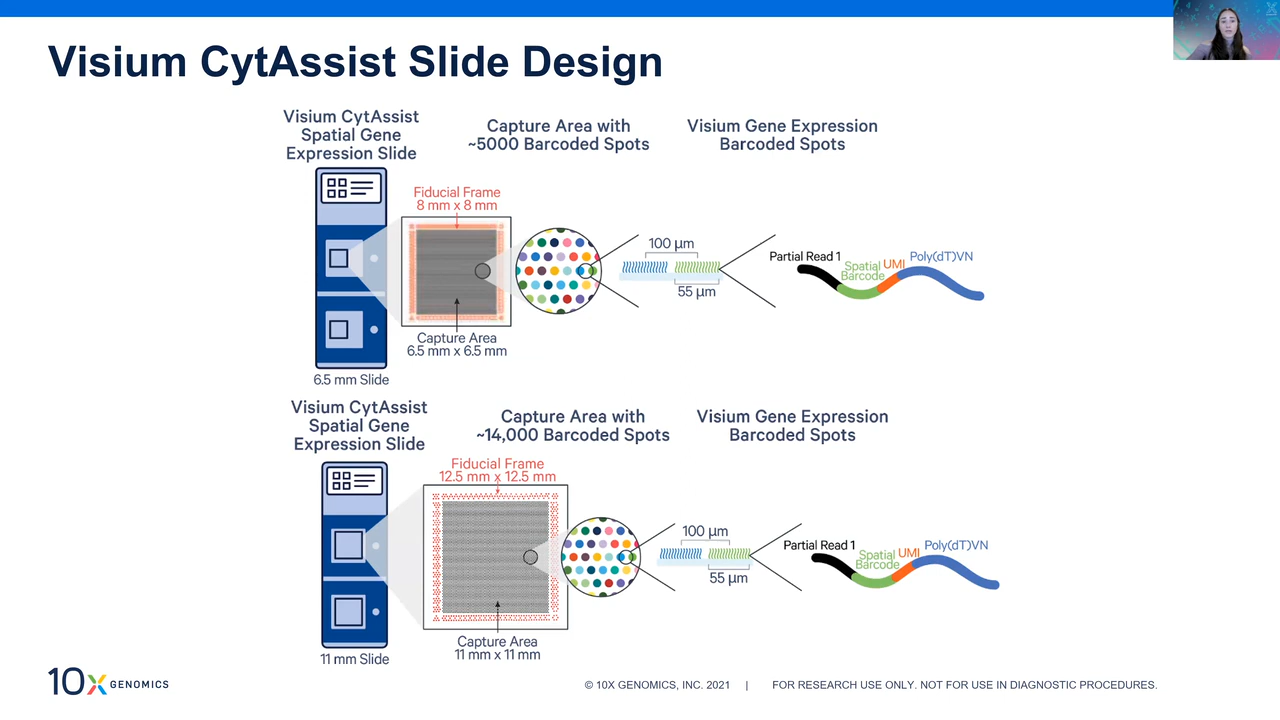 Visium CytAssist Slide Design
Visium CytAssist
Spatial Gene
Expression Slide
Capture Area with
~5000 Barcoded Spots
Visium Gene Expression
Barcoded Spots
Fiducial Frame
8 mm x 8 mm
100 µm
55 µm
Partial Read 1
Spatial
Barcode
UMI
Poly(dT)VN
Capture Area
6.5 mm x 6.5 mm
6.5 mm Slide
Visium CytAssist
Spatial Gene
Expression Slide
Capture Area with
~14,000 Barcoded Spots
Visium Gene Expression
Barcoded Spots
Fiducial Frame
12.5 mm x 12.5 mm
100 µm
55 µm
Partial Read 1
Spatial
Barcode
UMI
Poly(dT)VN
Capture Area
11 mm x 11 mm
11 mm Slide
10x GENOMICS
© 10X GENOMICS, INC. 2021 | FOR RESEARCH USE ONLY. NOT FOR USE IN DIAGNOSTIC PROCEDURES.